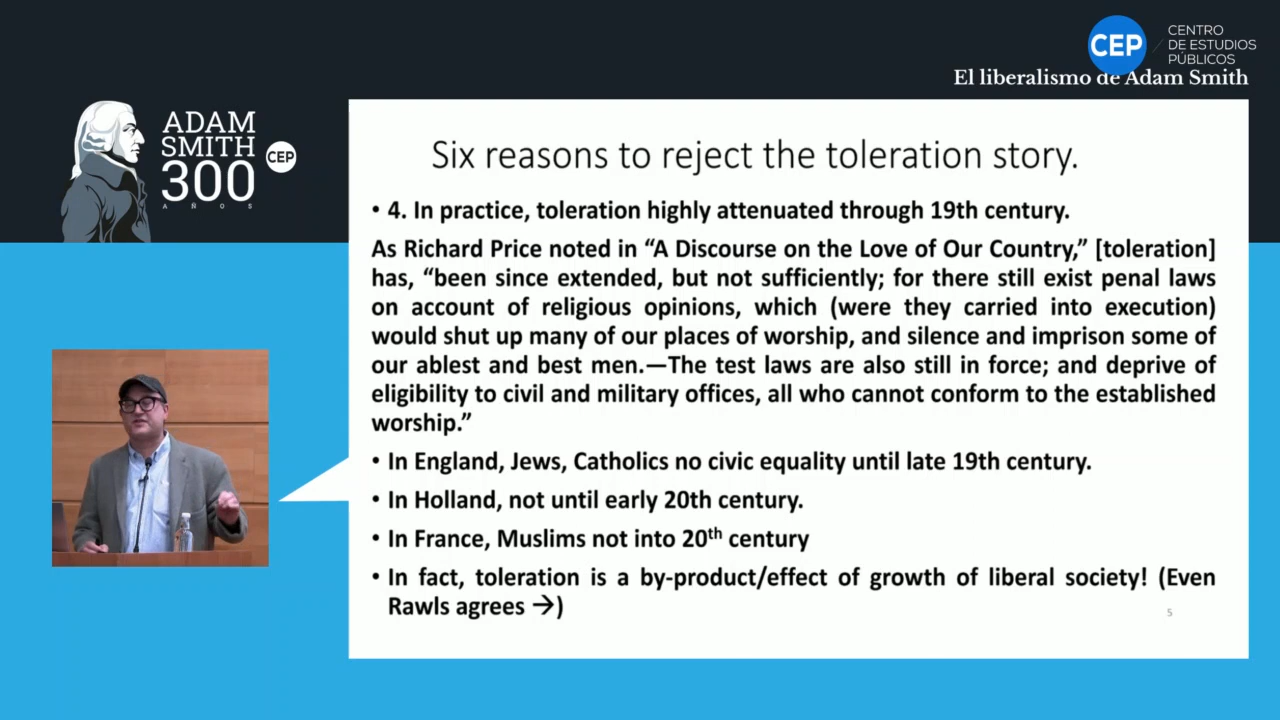 CEP
CENTRO
DE ESTUDIOS
PÚBLICOS
El liberalismo de Adam Smith
ADAM
SMITH
300
AÑOS
CEP
Six reasons to reject the toleration story.
• 4. In practice, toleration highly attenuated through 19th century.
As Richard Price noted in “A Discourse on the Love of Our Country,” [toleration]
has, “been since extended, but not sufficiently; for there still exist penal laws
on account of religious opinions, which (were they carried into execution)
would shut up many of our places of worship, and silence and imprison some of
our ablest and best men.—The test laws are also still in force; and deprive of
eligibility to civil and military offices, all who cannot conform to the established
worship.”
• In England, Jews, Catholics no civic equality until late 19th century.
• In Holland, not until early 20th century.
• In France, Muslims not into 20th century
• In fact, toleration is a by-product/effect of growth of liberal society! (Even
Rawls agrees →)
5